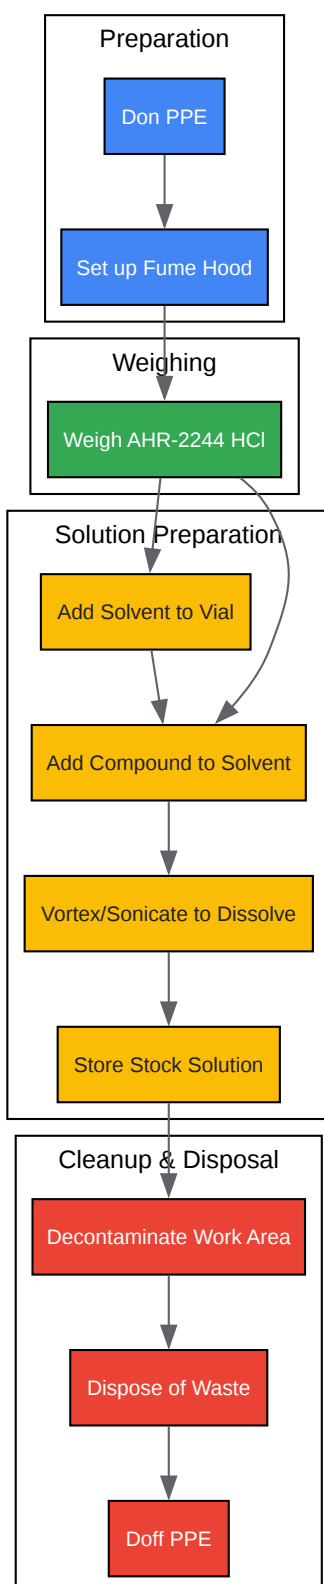 Preparation
Don PPE
Set up Fume Hood
Weighing
Weigh AHR-2244 HCl
Solution Preparation
Add Solvent to Vial
Add Compound to Solvent
Vortex/Sonicate to Dissolve
Store Stock Solution
Cleanup & Disposal
Decontaminate Work Area
Dispose of Waste
Doff PPE